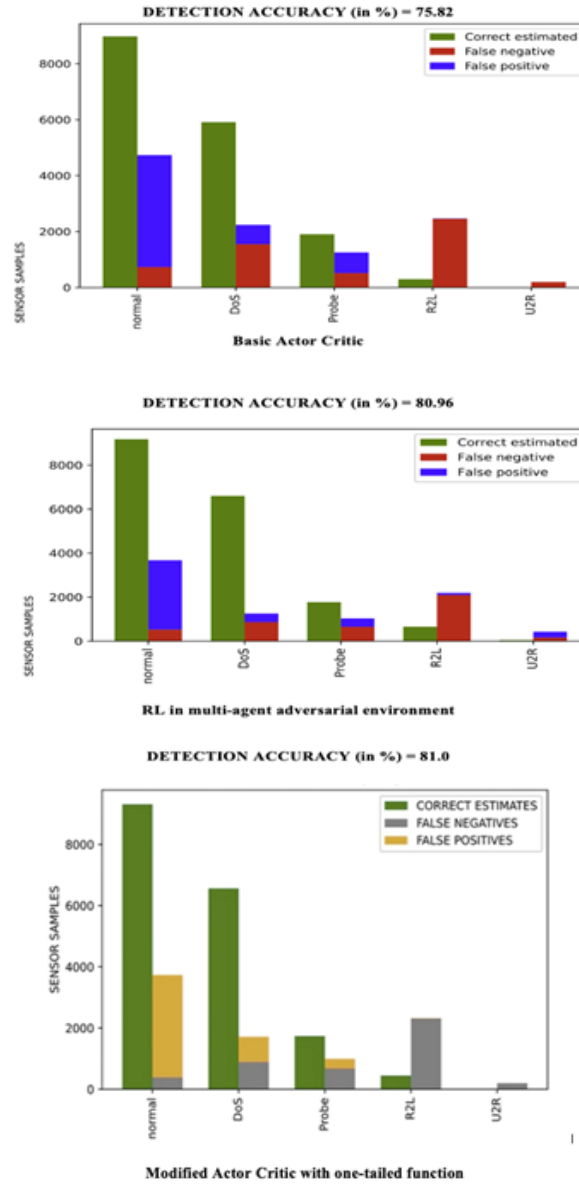 DETECTION ACCURACY (in %) = 75.82
Correct estimated
False negative
False positive
8000
6000
4000
2000
0
SENSOR SAMPLES
normal
DoS
Probe
R2L
U2R
Basic Actor Critic
DETECTION ACCURACY (in %) = 80.96
Correct estimated
False negative
False positive
8000
6000
4000
2000
0
SENSOR SAMPLES
normal
DoS
Probe
R2L
U2R
RL in multi-agent adversarial environment
DETECTION ACCURACY (in %) = 81.0
CORRECT ESTIMATES
FALSE NEGATIVES
FALSE POSITIVES
8000
6000
4000
2000
0
SENSOR SAMPLES
normal
DoS
Probe
R2L
U2R
Modified Actor Critic with one-tailed function